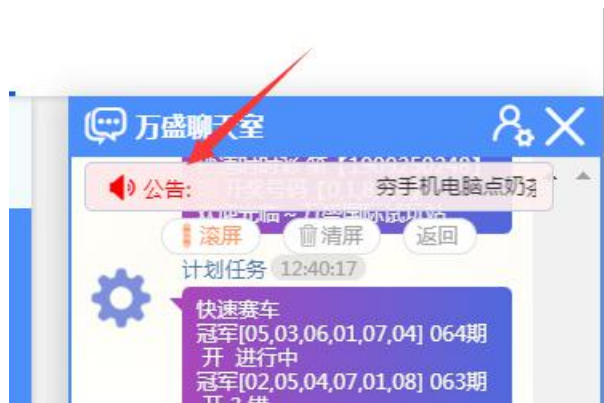 万盛聊天室
公告:
穷手机电脑点奶茶
滚屏 清屏 返回
计划任务 12:40:17
快速赛车
冠军[05,03,06,01,07,04] 064期
开 进行中
冠军[02,05,04,07,01,08] 063期